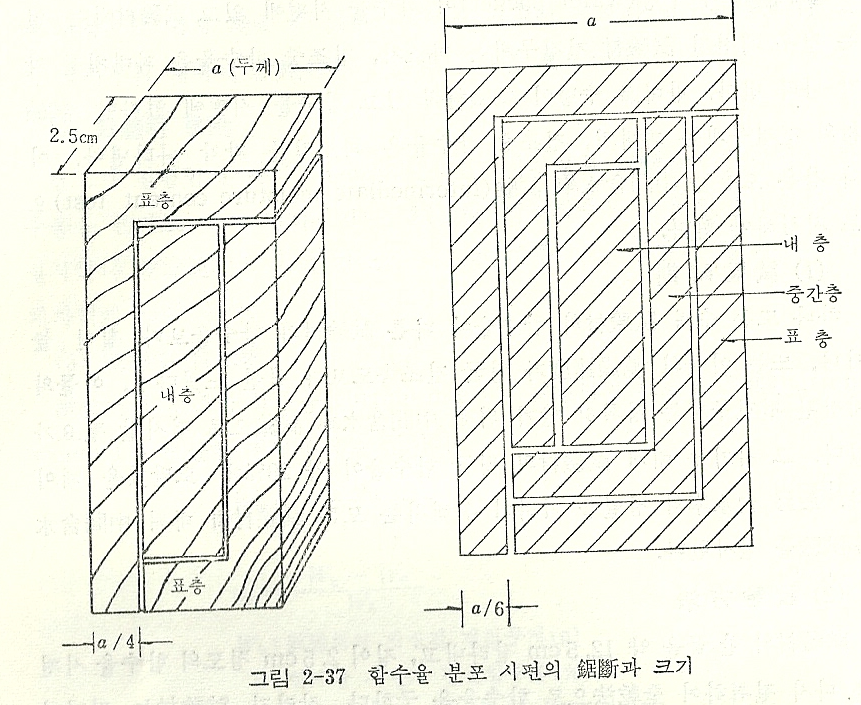 a (두께)
2.5cm
표층
내층
표층
a/4
a
내 층
중간층
표 층
a/6
그림 2-37 함수율 분포 시편의 鋸斷과 크기